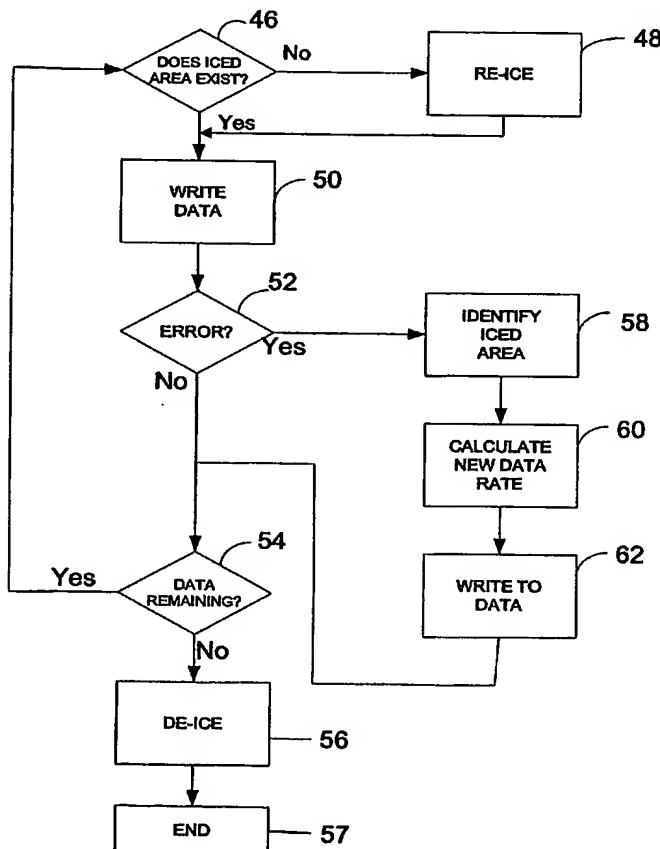 46
DOES ICED
AREA EXIST?
No
48
RE-ICE
Yes
WRITE
DATA
50
52
ERROR?
Yes
No
IDENTIFY
ICED
AREA
58
CALCULATE
NEW DATA
RATE
60
54
Yes
DATA
REMAINING?
WRITE TO
DATA
62
No
DE-ICE
56
END
57